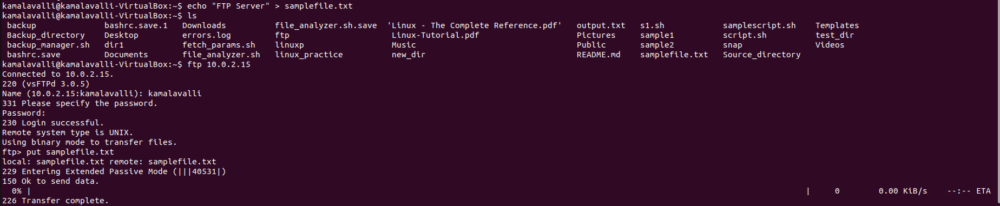 kamalavalli@kamalavalli-VirtualBox:~$ echo "FTP Server" > samplefile.txt
kamalavalli@kamalavalli-VirtualBox:~$ ls
backup bashrc.save.1 Downloads file_analyzer.sh.save 'Linux - The Complete Reference.pdf' output.txt s1.sh samplescript.sh Templates
Backup_directory Desktop errors.log ftp Linux-Tutorial.pdf Pictures sample1 script.sh test_dir
backup_manager.sh dir1 fetch_params.sh linuxp Music Public sample2 snap Videos
bashrc.save Documents file_analyzer.sh linux_practice new_dir README.md samplefile.txt Source_directory
kamalavalli@kamalavalli-VirtualBox:~$ ftp 10.0.2.15
Connected to 10.0.2.15.
220 (vsFTPd 3.0.5)
Name (10.0.2.15:kamalavalli): kamalavalli
331 Please specify the password.
Password:
230 Login successful.
Remote system type is UNIX.
Using binary mode to transfer files.
ftp> put samplefile.txt
local: samplefile.txt remote: samplefile.txt
229 Entering Extended Passive Mode (|||40531|)
150 Ok to send data.
0% | | 0 0.00 KiB/s --:-- ETA
226 Transfer complete.